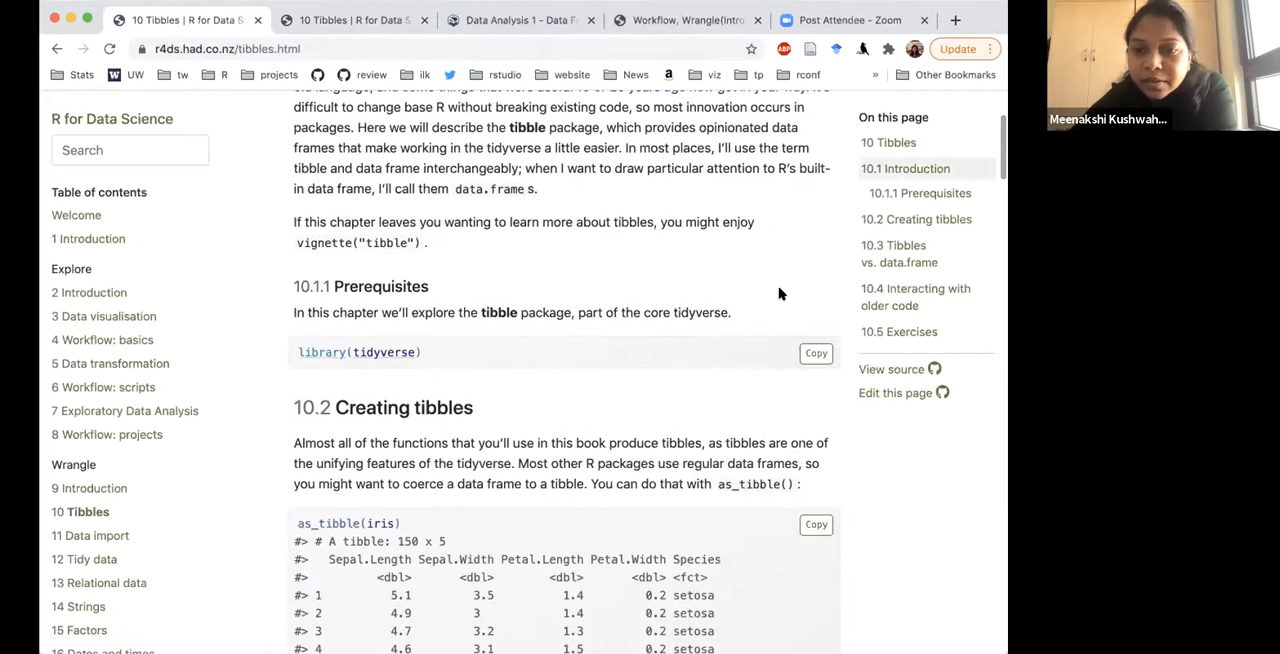 10 Tibbles | R for Data S
10 Tibbles | R for Data S
Data Analysis 1 - Data F
Workflow, Wrangle(Intro
Post Attendee - Zoom
r4ds.had.co.nz/tibbles.html
ABP
Update
Stats
W UW
tw
R
projects
review
ilk
rstudio
website
News
a
viz
tp
rconf
»
Other Bookmarks
Meenakshi Kushwah...
R for Data Science
Search
Table of contents
Welcome
1 Introduction
Explore
2 Introduction
3 Data visualisation
4 Workflow: basics
5 Data transformation
6 Workflow: scripts
7 Exploratory Data Analysis
8 Workflow: projects
Wrangle
9 Introduction
10 Tibbles
11 Data import
12 Tidy data
13 Relational data
14 Strings
15 Factors
16 Dates and times
difficult to change base R without breaking existing code, so most innovation occurs in
packages. Here we will describe the tibble package, which provides opinionated data
frames that make working in the tidyverse a little easier. In most places, I'll use the term
tibble and data frame interchangeably; when I want to draw particular attention to R's built-
in data frame, I'll call them data.frame s.
If this chapter leaves you wanting to learn more about tibbles, you might enjoy
vignette("tibble") .
10.1.1 Prerequisites
In this chapter we'll explore the tibble package, part of the core tidyverse.
library(tidyverse)
Copy
10.2 Creating tibbles
Almost all of the functions that you'll use in this book produce tibbles, as tibbles are one of
the unifying features of the tidyverse. Most other R packages use regular data frames, so
you might want to coerce a data frame to a tibble. You can do that with as_tibble() :
as_tibble(iris)
Copy
#> # A tibble: 150 x 5
#> Sepal.Length Sepal.Width Petal.Length Petal.Width Species
#> <dbl> <dbl> <dbl> <dbl> <fct>
#> 1 5.1 3.5 1.4 0.2 setosa
#> 2 4.9 3 1.4 0.2 setosa
#> 3 4.7 3.2 1.3 0.2 setosa
#> 4 4.6 3.1 1.5 0.2 setosa
On this page
10 Tibbles
10.1 Introduction
10.1.1 Prerequisites
10.2 Creating tibbles
10.3 Tibbles
vs. data.frame
10.4 Interacting with
older code
10.5 Exercises
View source
Edit this page